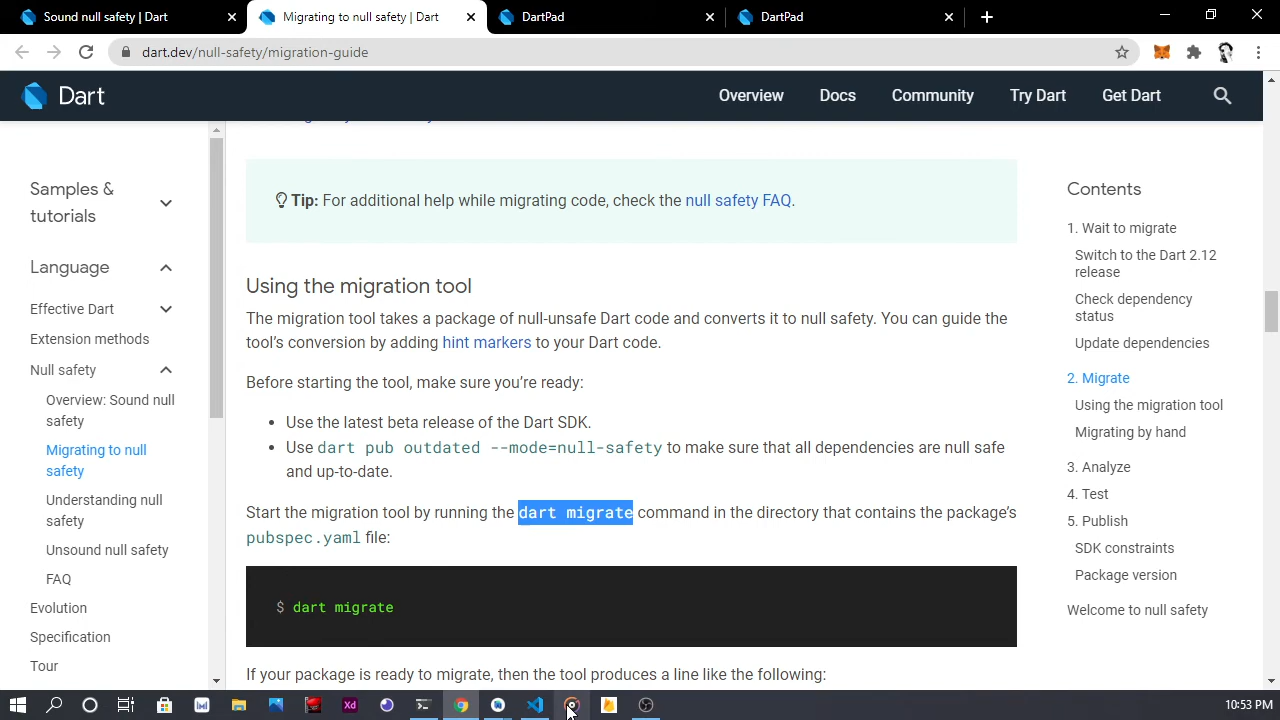 Sound null safety | Dart
Migrating to null safety | Dart
DartPad
DartPad
dart.dev/null-safety/migration-guide
Dart
Overview
Docs
Community
Try Dart
Get Dart
Samples &
tutorials
Language
Effective Dart
Extension methods
Null safety
Overview: Sound null
safety
Migrating to null
safety
Understanding null
safety
Unsound null safety
FAQ
Evolution
Specification
Tour
Tip: For additional help while migrating code, check the null safety FAQ.
Using the migration tool
The migration tool takes a package of null-unsafe Dart code and converts it to null safety. You can guide the
tool's conversion by adding hint markers to your Dart code.
Before starting the tool, make sure you're ready:
• Use the latest beta release of the Dart SDK.
• Use dart pub outdated --mode=null-safety to make sure that all dependencies are null safe
and up-to-date.
Start the migration tool by running the dart migrate command in the directory that contains the package's
pubspec.yaml file:
$ dart migrate
If your package is ready to migrate, then the tool produces a line like the following:
Contents
1. Wait to migrate
Switch to the Dart 2.12
release
Check dependency
status
Update dependencies
2. Migrate
Using the migration tool
Migrating by hand
3. Analyze
4. Test
5. Publish
SDK constraints
Package version
Welcome to null safety
Xd
10:53 PM